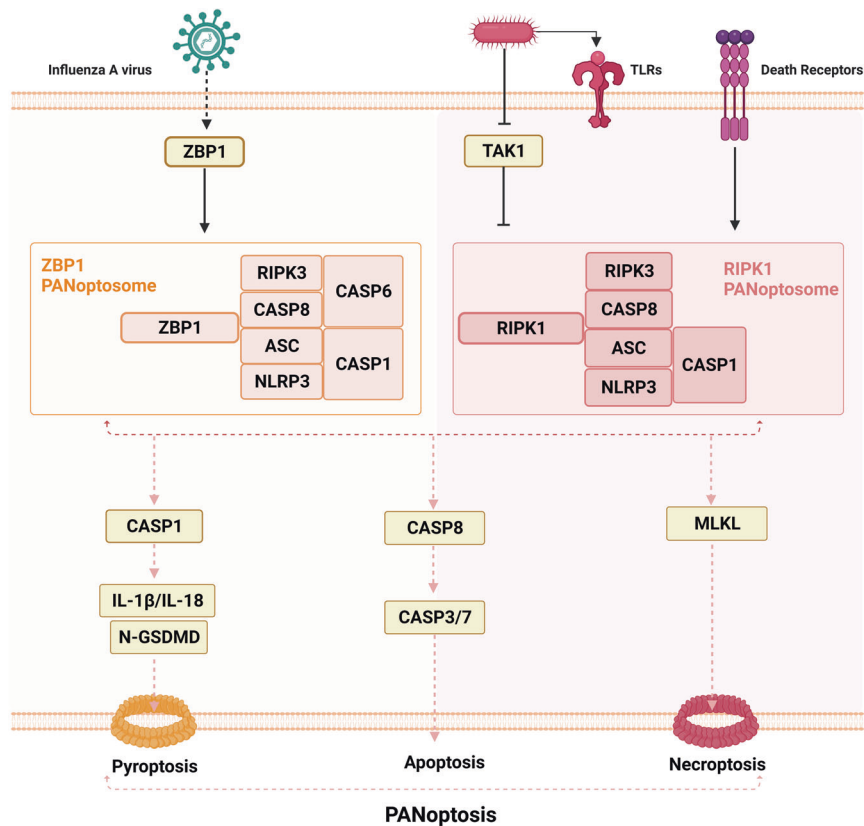 Influenza A virus
TLRs
Death Receptors
ZBP1
TAK1
ZBP1
PANoptosome
ZBP1
RIPK3
CASP8
ASC
NLRP3
CASP6
CASP1
RIPK1
PANoptosome
RIPK1
RIPK3
CASP8
ASC
NLRP3
CASP1
CASP1
CASP8
MLKL
IL-1β/IL-18
N-GSDMD
CASP3/7
Pyroptosis
Apoptosis
Necroptosis
PANoptosis